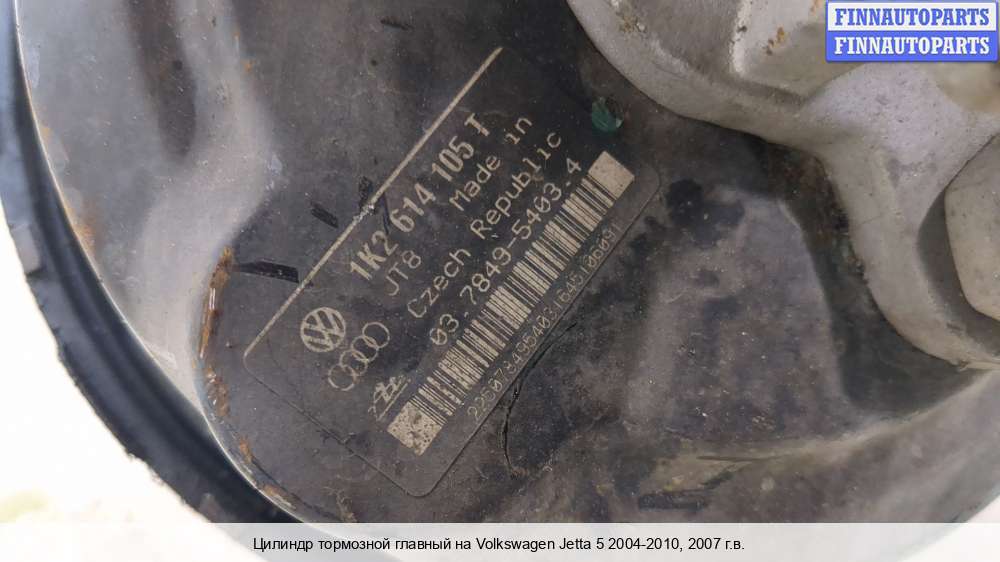 FINNAUTOPARTS
FINNAUTOPARTS
1K2 614 105 T
JT8 Made in
Czech Republic
03.7849-5403.4
Цилиндр тормозной главный на Volkswagen Jetta 5 2004-2010, 2007 г.в.